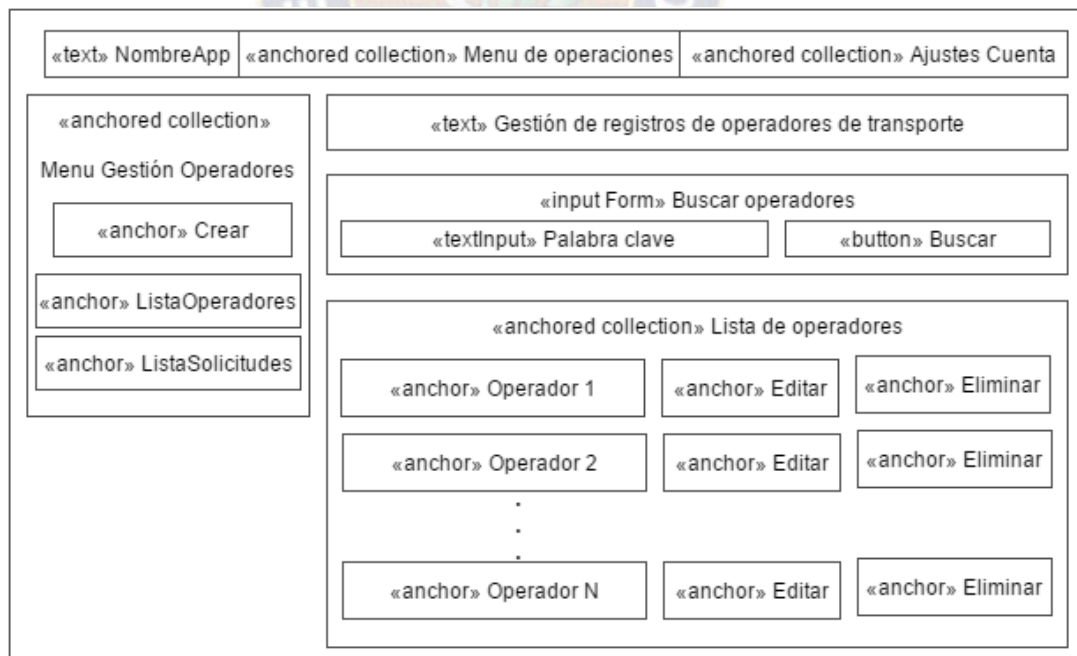 «text» NombreApp «anchored collection» Menu de operaciones «anchored collection» Ajustes Cuenta
«anchored collection»
Menu Gestión Operadores
«anchor» Crear
«anchor» ListaOperadores
«anchor» ListaSolicitudes
«text» Gestión de registros de operadores de transporte
«input Form» Buscar operadores
«textInput» Palabra clave «button» Buscar
«anchored collection» Lista de operadores
«anchor» Operador 1 «anchor» Editar «anchor» Eliminar
«anchor» Operador 2 «anchor» Editar «anchor» Eliminar
.
.
.
«anchor» Operador N «anchor» Editar «anchor» Eliminar